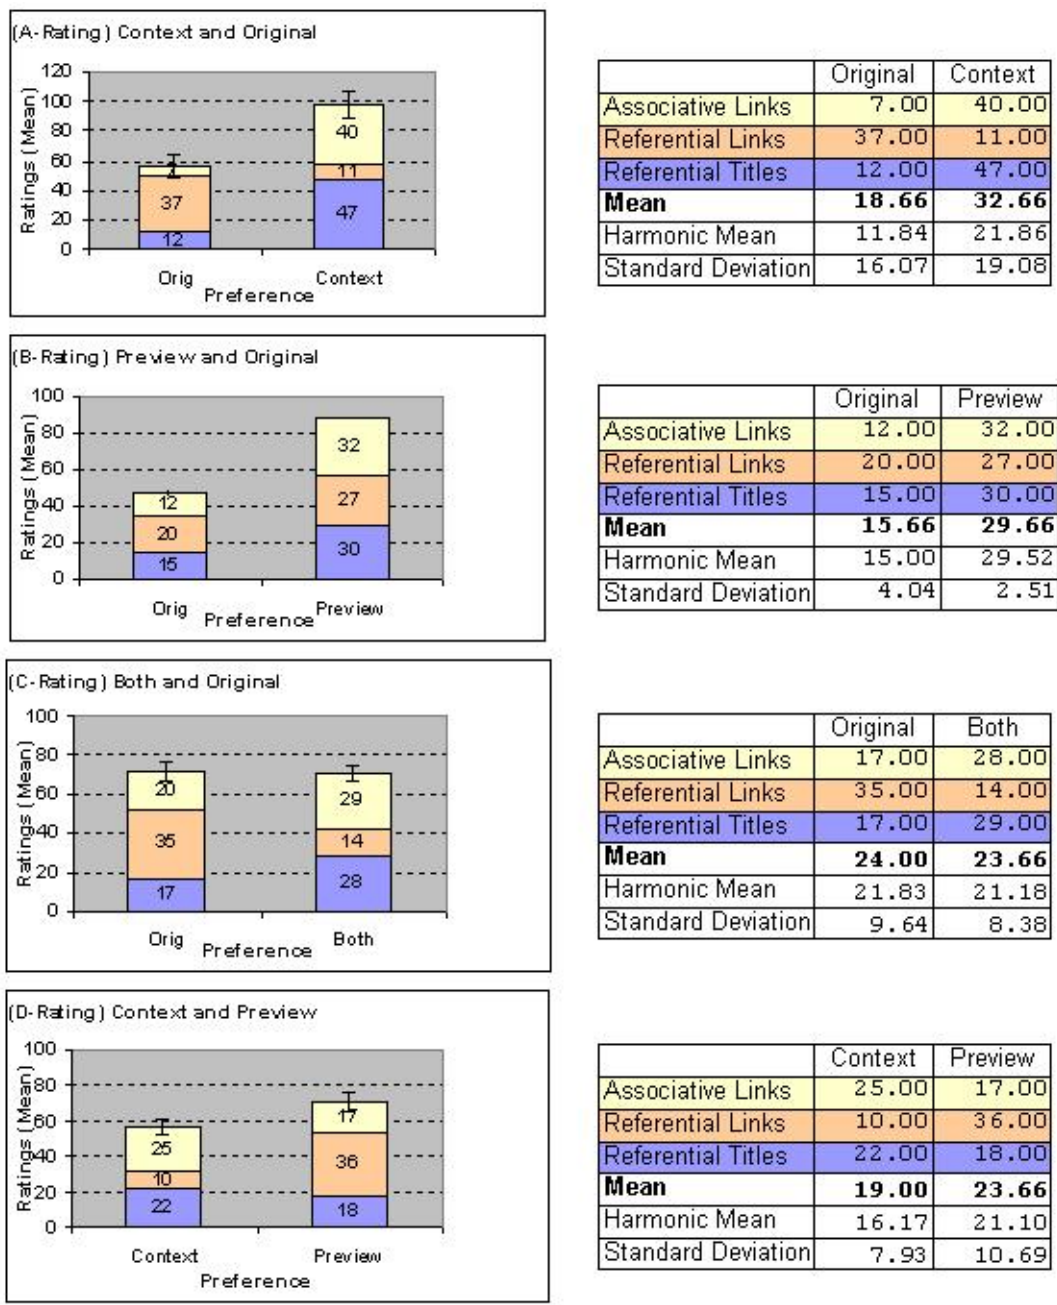 (A-Rating) Context and Original
120
100
80
60
40
20
0
Ratings (Mean)
7
37
12
40
11
47
Orig
Context
Preference
Original Context
Associative Links 7.00 40.00
Referential Links 37.00 11.00
Referential Titles 12.00 47.00
Mean 18.66 32.66
Harmonic Mean 11.84 21.86
Standard Deviation 16.07 19.08
(B-Rating) Preview and Original
100
80
60
40
20
0
Ratings (Mean)
12
20
15
32
27
30
Orig
Preview
Preference
Original Preview
Associative Links 12.00 32.00
Referential Links 20.00 27.00
Referential Titles 15.00 30.00
Mean 15.66 29.66
Harmonic Mean 15.00 29.52
Standard Deviation 4.04 2.51
(C-Rating) Both and Original
100
80
60
40
20
0
Ratings (Mean)
20
35
17
29
14
28
Orig
Both
Preference
Original Both
Associative Links 17.00 28.00
Referential Links 35.00 14.00
Referential Titles 17.00 29.00
Mean 24.00 23.66
Harmonic Mean 21.83 21.18
Standard Deviation 9.64 8.38
(D-Rating) Context and Preview
100
80
60
40
20
0
Ratings (Mean)
25
10
22
17
36
18
Context
Preview
Preference
Context Preview
Associative Links 25.00 17.00
Referential Links 10.00 36.00
Referential Titles 22.00 18.00
Mean 19.00 23.66
Harmonic Mean 16.17 21.10
Standard Deviation 7.93 10.69